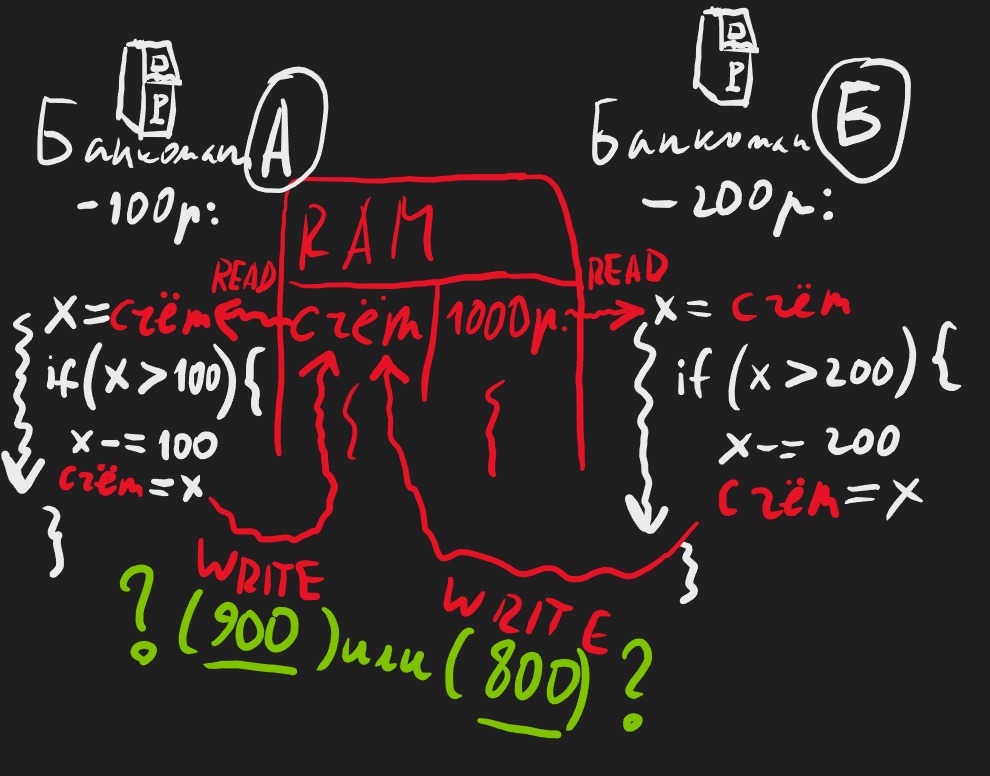 D
P
Банкомат А
-100р:
x=счёт
if(x>100){
x-=100
счёт=x
}
D
P
Банкомат Б
-200р:
x= счёт
if (x>200) {
x-= 200
счёт=x
}
RAM
READ
READ
счёт 1000р.
WRITE
WRITE
? (900) или (800) ?